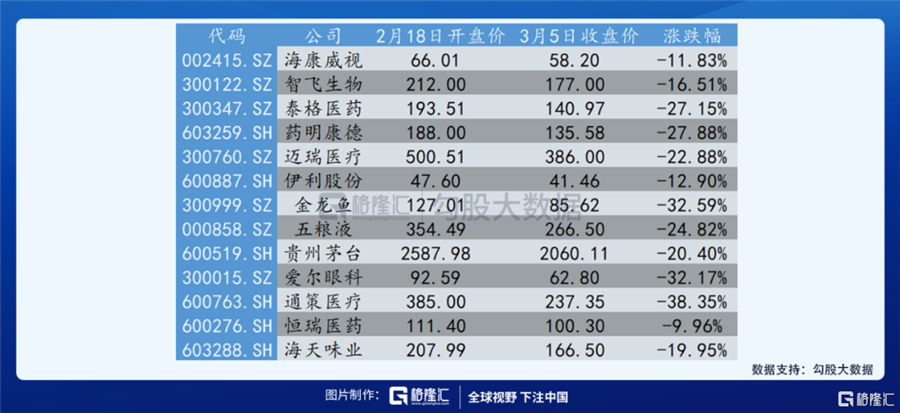 代码 公司 2月18日开盘价 3月5日收盘价 涨跌幅
002415.SZ 海康威视 66.01 58.20 -11.83%
300122.SZ 智飞生物 212.00 177.00 -16.51%
300347.SZ 泰格医药 193.51 140.97 -27.15%
603259.SH 药明康德 188.00 135.58 -27.88%
300760.SZ 迈瑞医疗 500.51 386.00 -22.88%
600887.SH 伊利股份 47.60 41.46 -12.90%
300999.SZ 金龙鱼 127.01 85.62 -32.59%
格隆汇 勾股大数据
000858.SZ 五粮液 354.49 266.50 -24.82%
600519.SH 贵州茅台 2587.98 2060.11 -20.40%
300015.SZ 爱尔眼科 92.59 62.80 -32.17%
600763.SH 通策医疗 385.00 237.35 -38.35%
600276.SH 恒瑞医药 111.40 100.30 -9.96%
603288.SH 海天味业 207.99 166.50 -19.95%
数据支持：勾股大数据
图片制作： 格隆汇 全球视野 下注中国
格隆汇